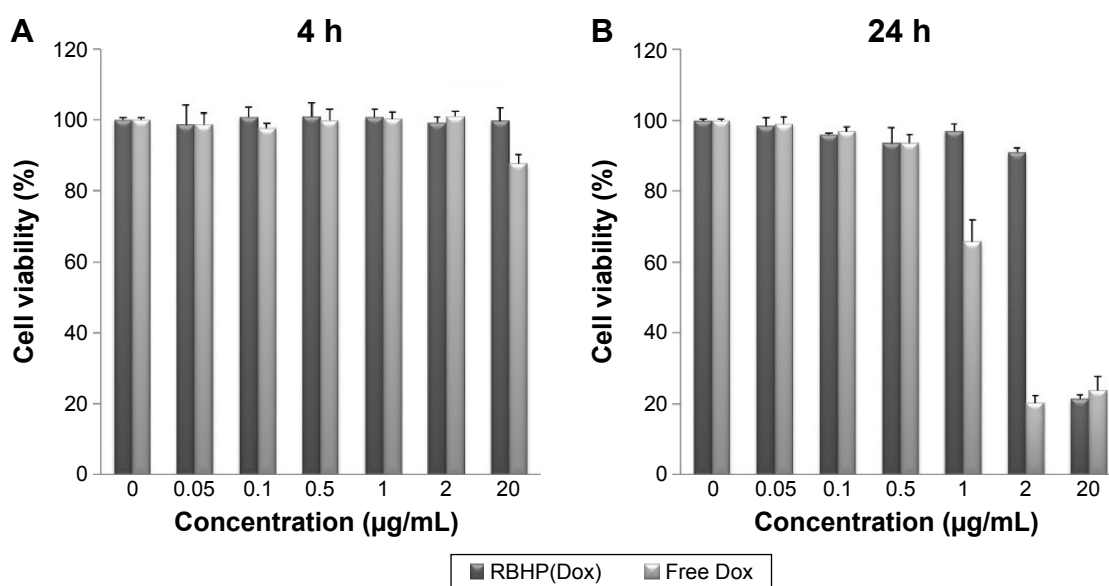 A
4 h
120
100
80
60
40
20
0
Cell viability (%)
0 0.05 0.1 0.5 1 2 20
Concentration (µg/mL)
B
24 h
120
100
80
60
40
20
0
Cell viability (%)
0 0.05 0.1 0.5 1 2 20
Concentration (µg/mL)
RBHP(Dox) Free Dox